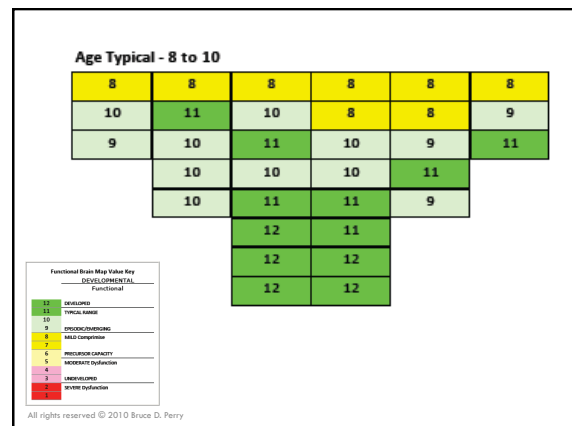 Age Typical - 8 to 10
8 8 8 8 8 8
10 11 10 8 8 9
9 10 11 10 9 11
10 10 10 11
10 11 11 9
12 11
12 12
12 12
Functional Brain Map Value Key
DEVELOPMENTAL
Functional
12 DEVELOPED
11 TYPICAL RANGE
10
9 EPISODIC/EMERGING
8 MILD Comprimise
7
6 PRECURSOR CAPACITY
5 MODERATE Dysfunction
4
3 UNDEVELOPED
SEVERE Dysfunction
1
All rights reserved © 2010 Bruce D. Perry